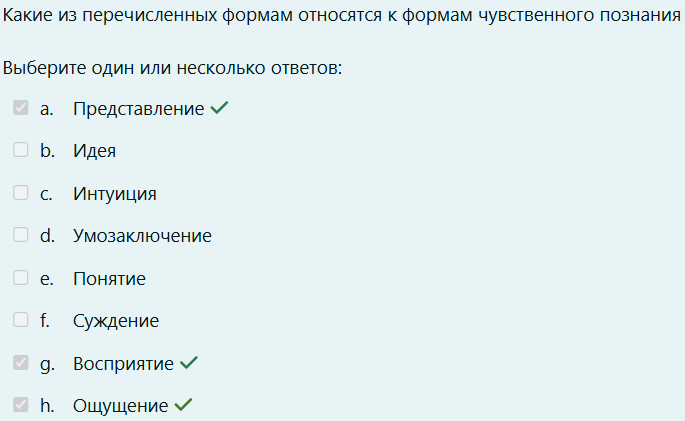 Какие из перечисленных формам относятся к формам чувственного познания
Выберите один или несколько ответов:
a. Представление
b. Идея
c. Интуиция
d. Умозаключение
e. Понятие
f. Суждение
g. Восприятие
h. Ощущение